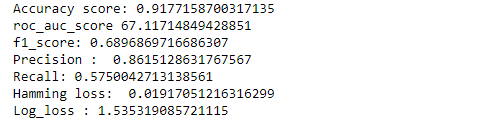 Accuracy score: 0.9177158700317135
roc_auc_score 67.11714849428851
f1_score: 0.6896869716686307
Precision :  0.8615128631767567
Recall: 0.5750042713138561
Hamming loss:  0.01917051216316299
Log_loss : 1.535319085721115